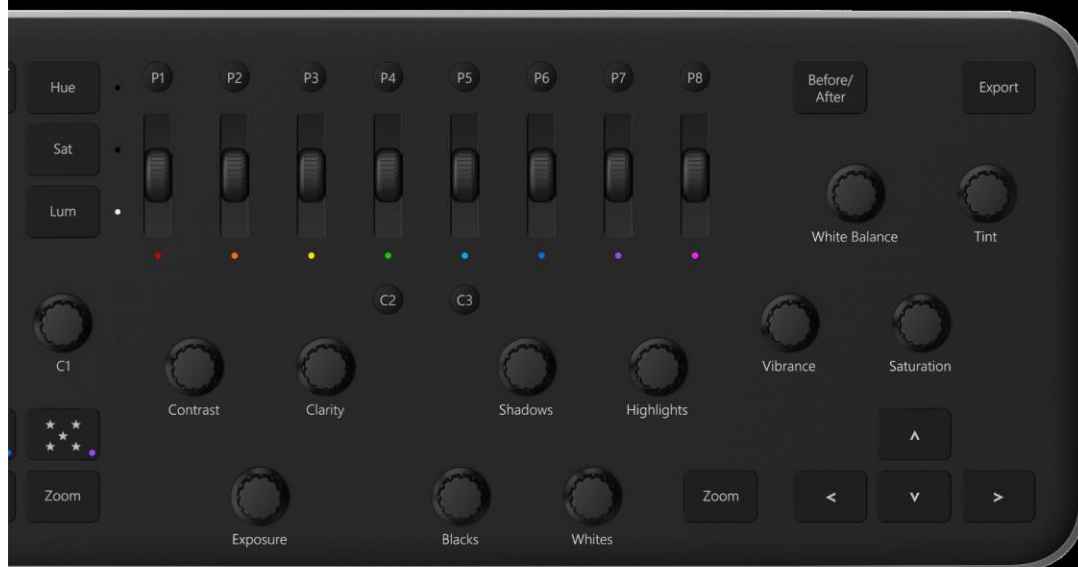 P1
P2
P3
P4
P5
P6
P7
P8
Hue
Before/
After
Export
Sat
Lum
White Balance
Tint
C2
C3
C1
Vibrance
Saturation
Contrast
Clarity
Shadows
Highlights
Zoom
Zoom
Exposure
Blacks
Whites